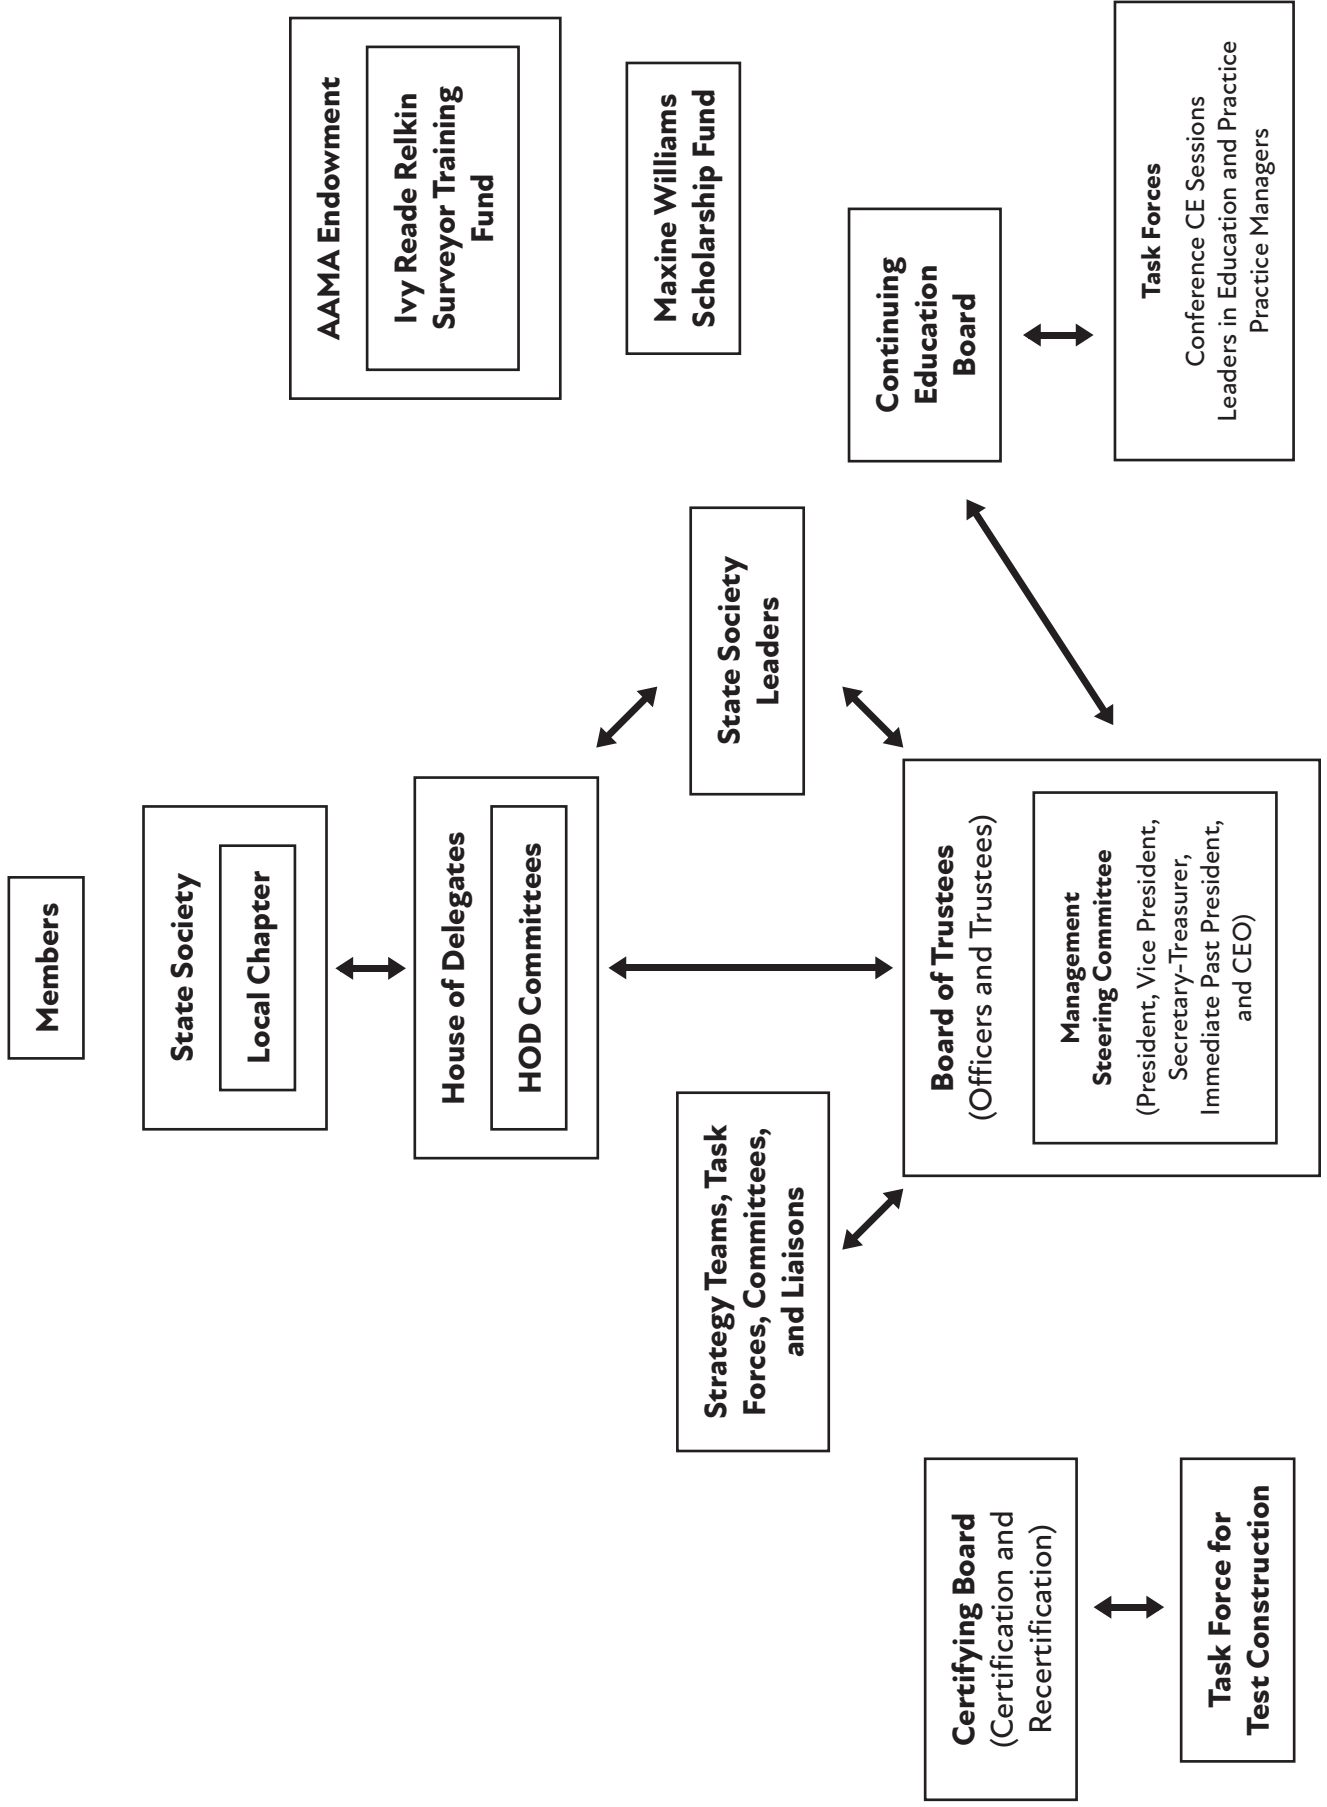 Members
State Society
Local Chapter
House of Delegates
HOD Committees
AAMA Endowment
Ivy Reade Relkin
Surveyor Training
Fund
Maxine Williams
Scholarship Fund
Strategy Teams, Task
Forces, Committees,
and Liaisons
State Society
Leaders
Continuing
Education
Board
Certifying Board
(Certification and
Recertification)
Board of Trustees
(Officers and Trustees)
Management
Steering Committee
(President, Vice President,
Secretary-Treasurer,
Immediate Past President,
and CEO)
Task Forces
Conference CE Sessions
Leaders in Education and Practice
Practice Managers
Task Force for
Test Construction